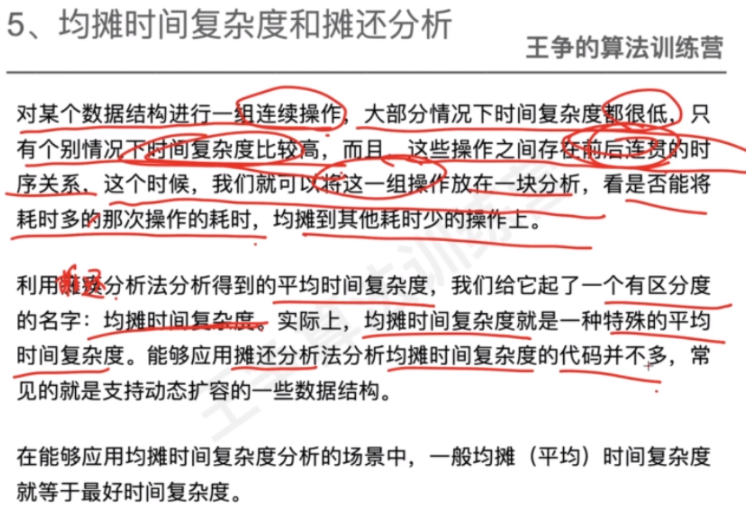 5、均摊时间复杂度和摊还分析
王争的算法训练营
对某个数据结构进行一组连续操作，大部分情况下时间复杂度都很低，只
有个别情况下时间复杂度比较高，而且，这些操作之间存在前后连贯的时
序关系，这个时候，我们就可以将这一组操作放在一块分析，看是否能将
耗时多的那次操作的耗时，均摊到其他耗时少的操作上。
利用摊还分析法分析得到的平均时间复杂度，我们给它起了一个有区分度
的名字：均摊时间复杂度。实际上，均摊时间复杂度就是一种特殊的平均
时间复杂度。能够应用摊还分析法分析均摊时间复杂度的代码并不多，常
见的就是支持动态扩容的一些数据结构。
在能够应用均摊时间复杂度分析的场景中，一般均摊（平均）时间复杂度
就等于最好时间复杂度。